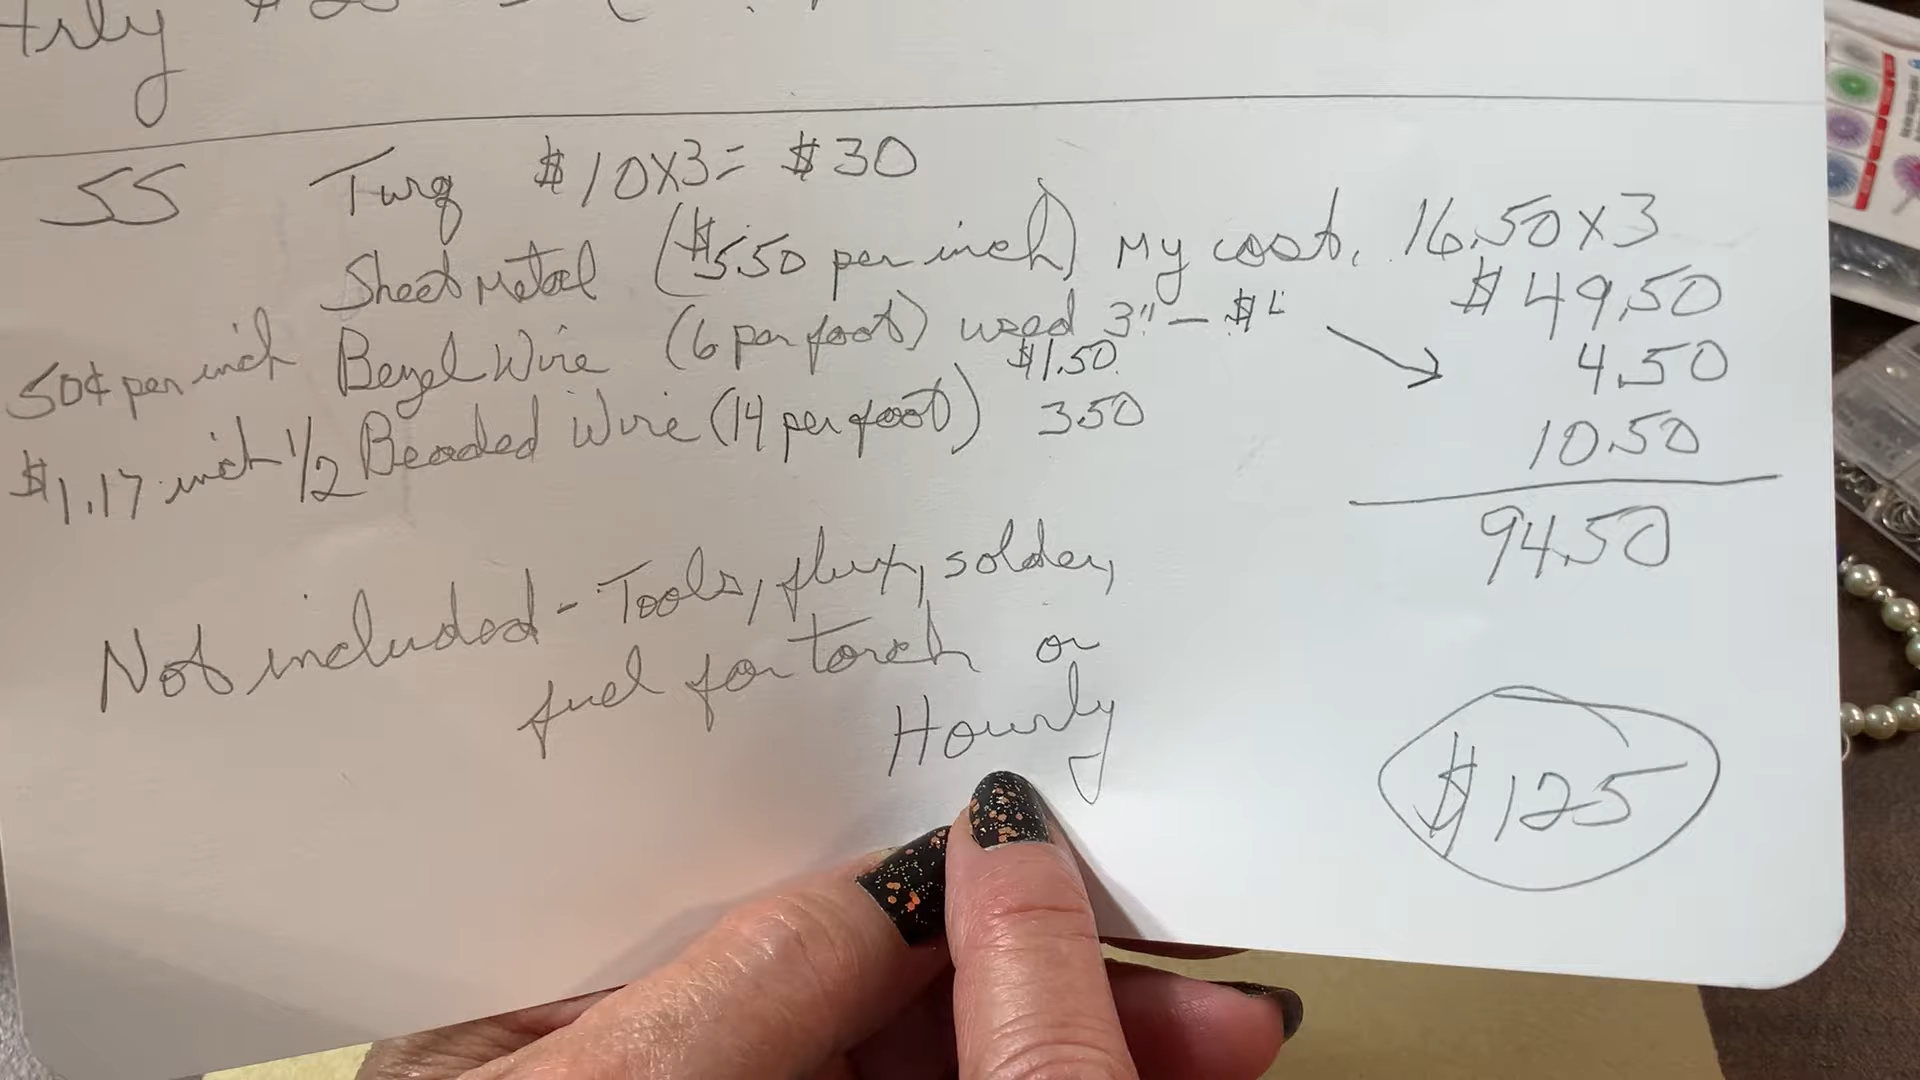 SS Turq $10x3= $30
Sheet Metal ($5.50 per inch) My cost. 16.50x3
$49.50
50¢ per inch Bezel Wire (6 per foot) used 3" — $
$1.50 4.50
$1.17 inch 1/2 Beaded Wire (14 per foot) 3.50 10.50
94.50
Not included - Tools, flux, solder,
fuel for torch or
Hourly
$125